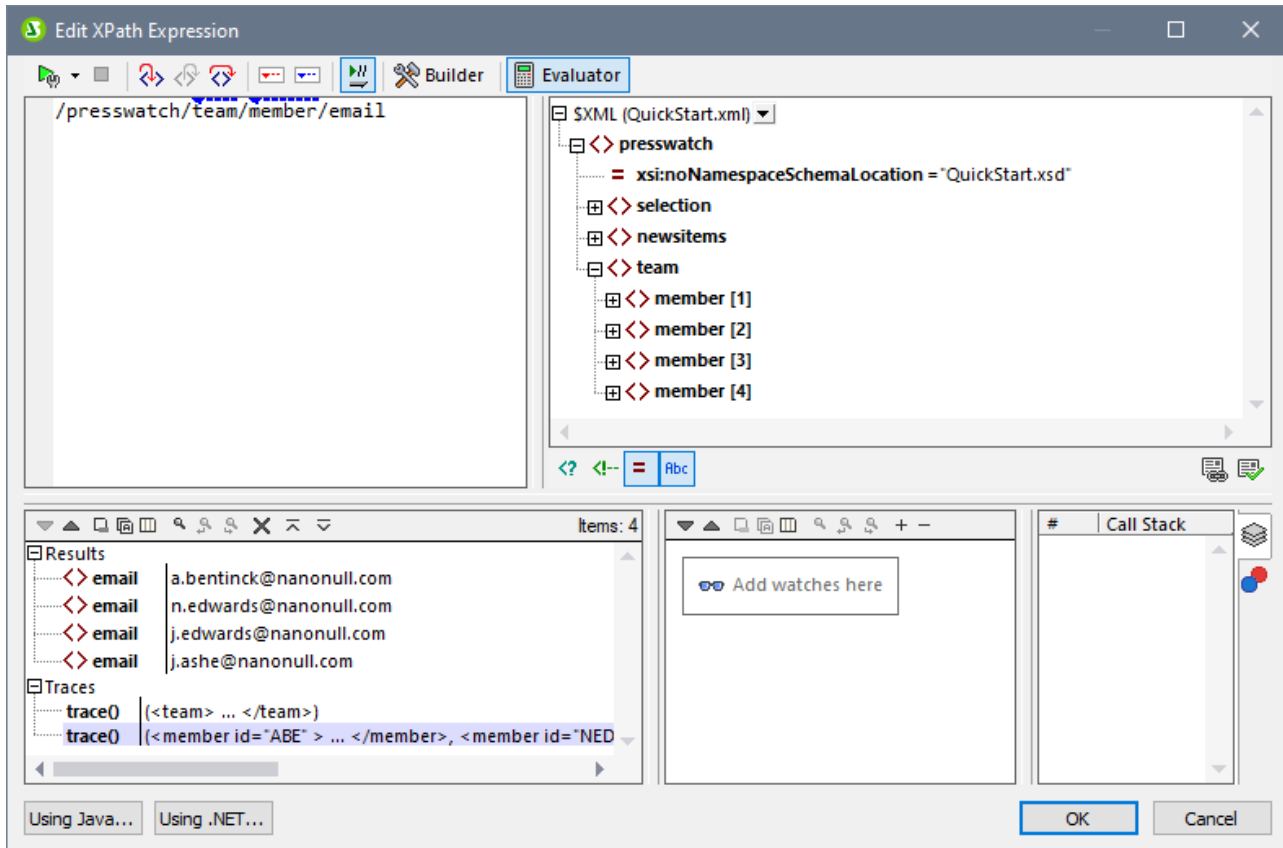 Edit XPath Expression
Builder
Evaluator
/presswatch/team/member/email
$XML (QuickStart.xml)
<> presswatch
= xsi:noNamespaceSchemaLocation ="QuickStart.xsd"
<> selection
<> newsitems
<> team
<> member [1]
<> member [2]
<> member [3]
<> member [4]
<? <!-- = Abc
Items: 4
Results
<> email a.bentinck@nanonull.com
<> email n.edwards@nanonull.com
<> email j.edwards@nanonull.com
<> email j.ashe@nanonull.com
Traces
trace() (<team> ... </team>)
trace() (<member id="ABE" > ... </member>, <member id="NED
Add watches here
# Call Stack
Using Java... Using .NET... OK Cancel